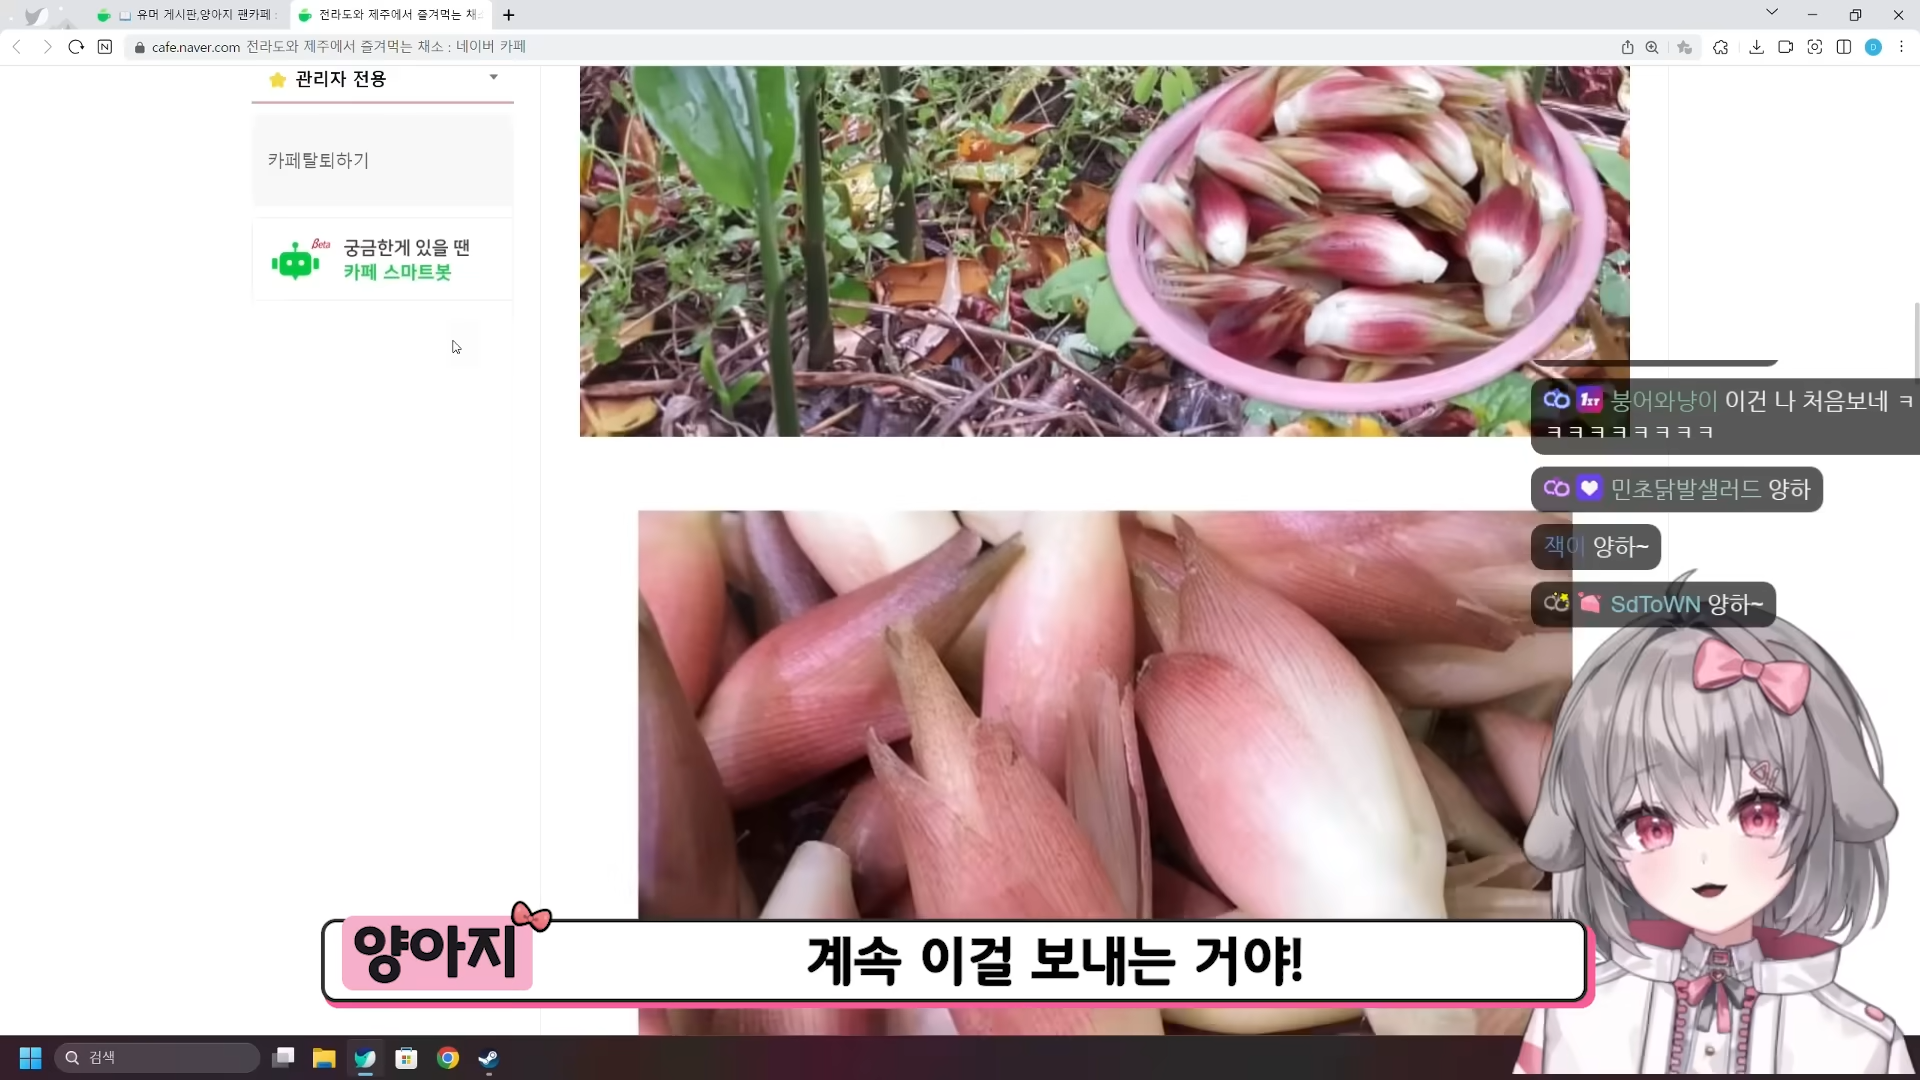 유머 게시판,양아지 팬카페 :
전라도와 제주에서 즐겨먹는 채소
cafe.naver.com 전라도와 제주에서 즐겨먹는 채소 : 네이버 카페
관리자 전용
카페탈퇴하기
Beta
궁금한게 있을 땐
카페 스마트봇
1ST 붕어와냥이 이건 나 처음보네 ㅋ
ㅋㅋㅋㅋㅋㅋㅋㅋ
민초닭발샐러드 양하
잭이 양하~
SdToWN 양하~
양아지
계속 이걸 보내는 거야!
검색